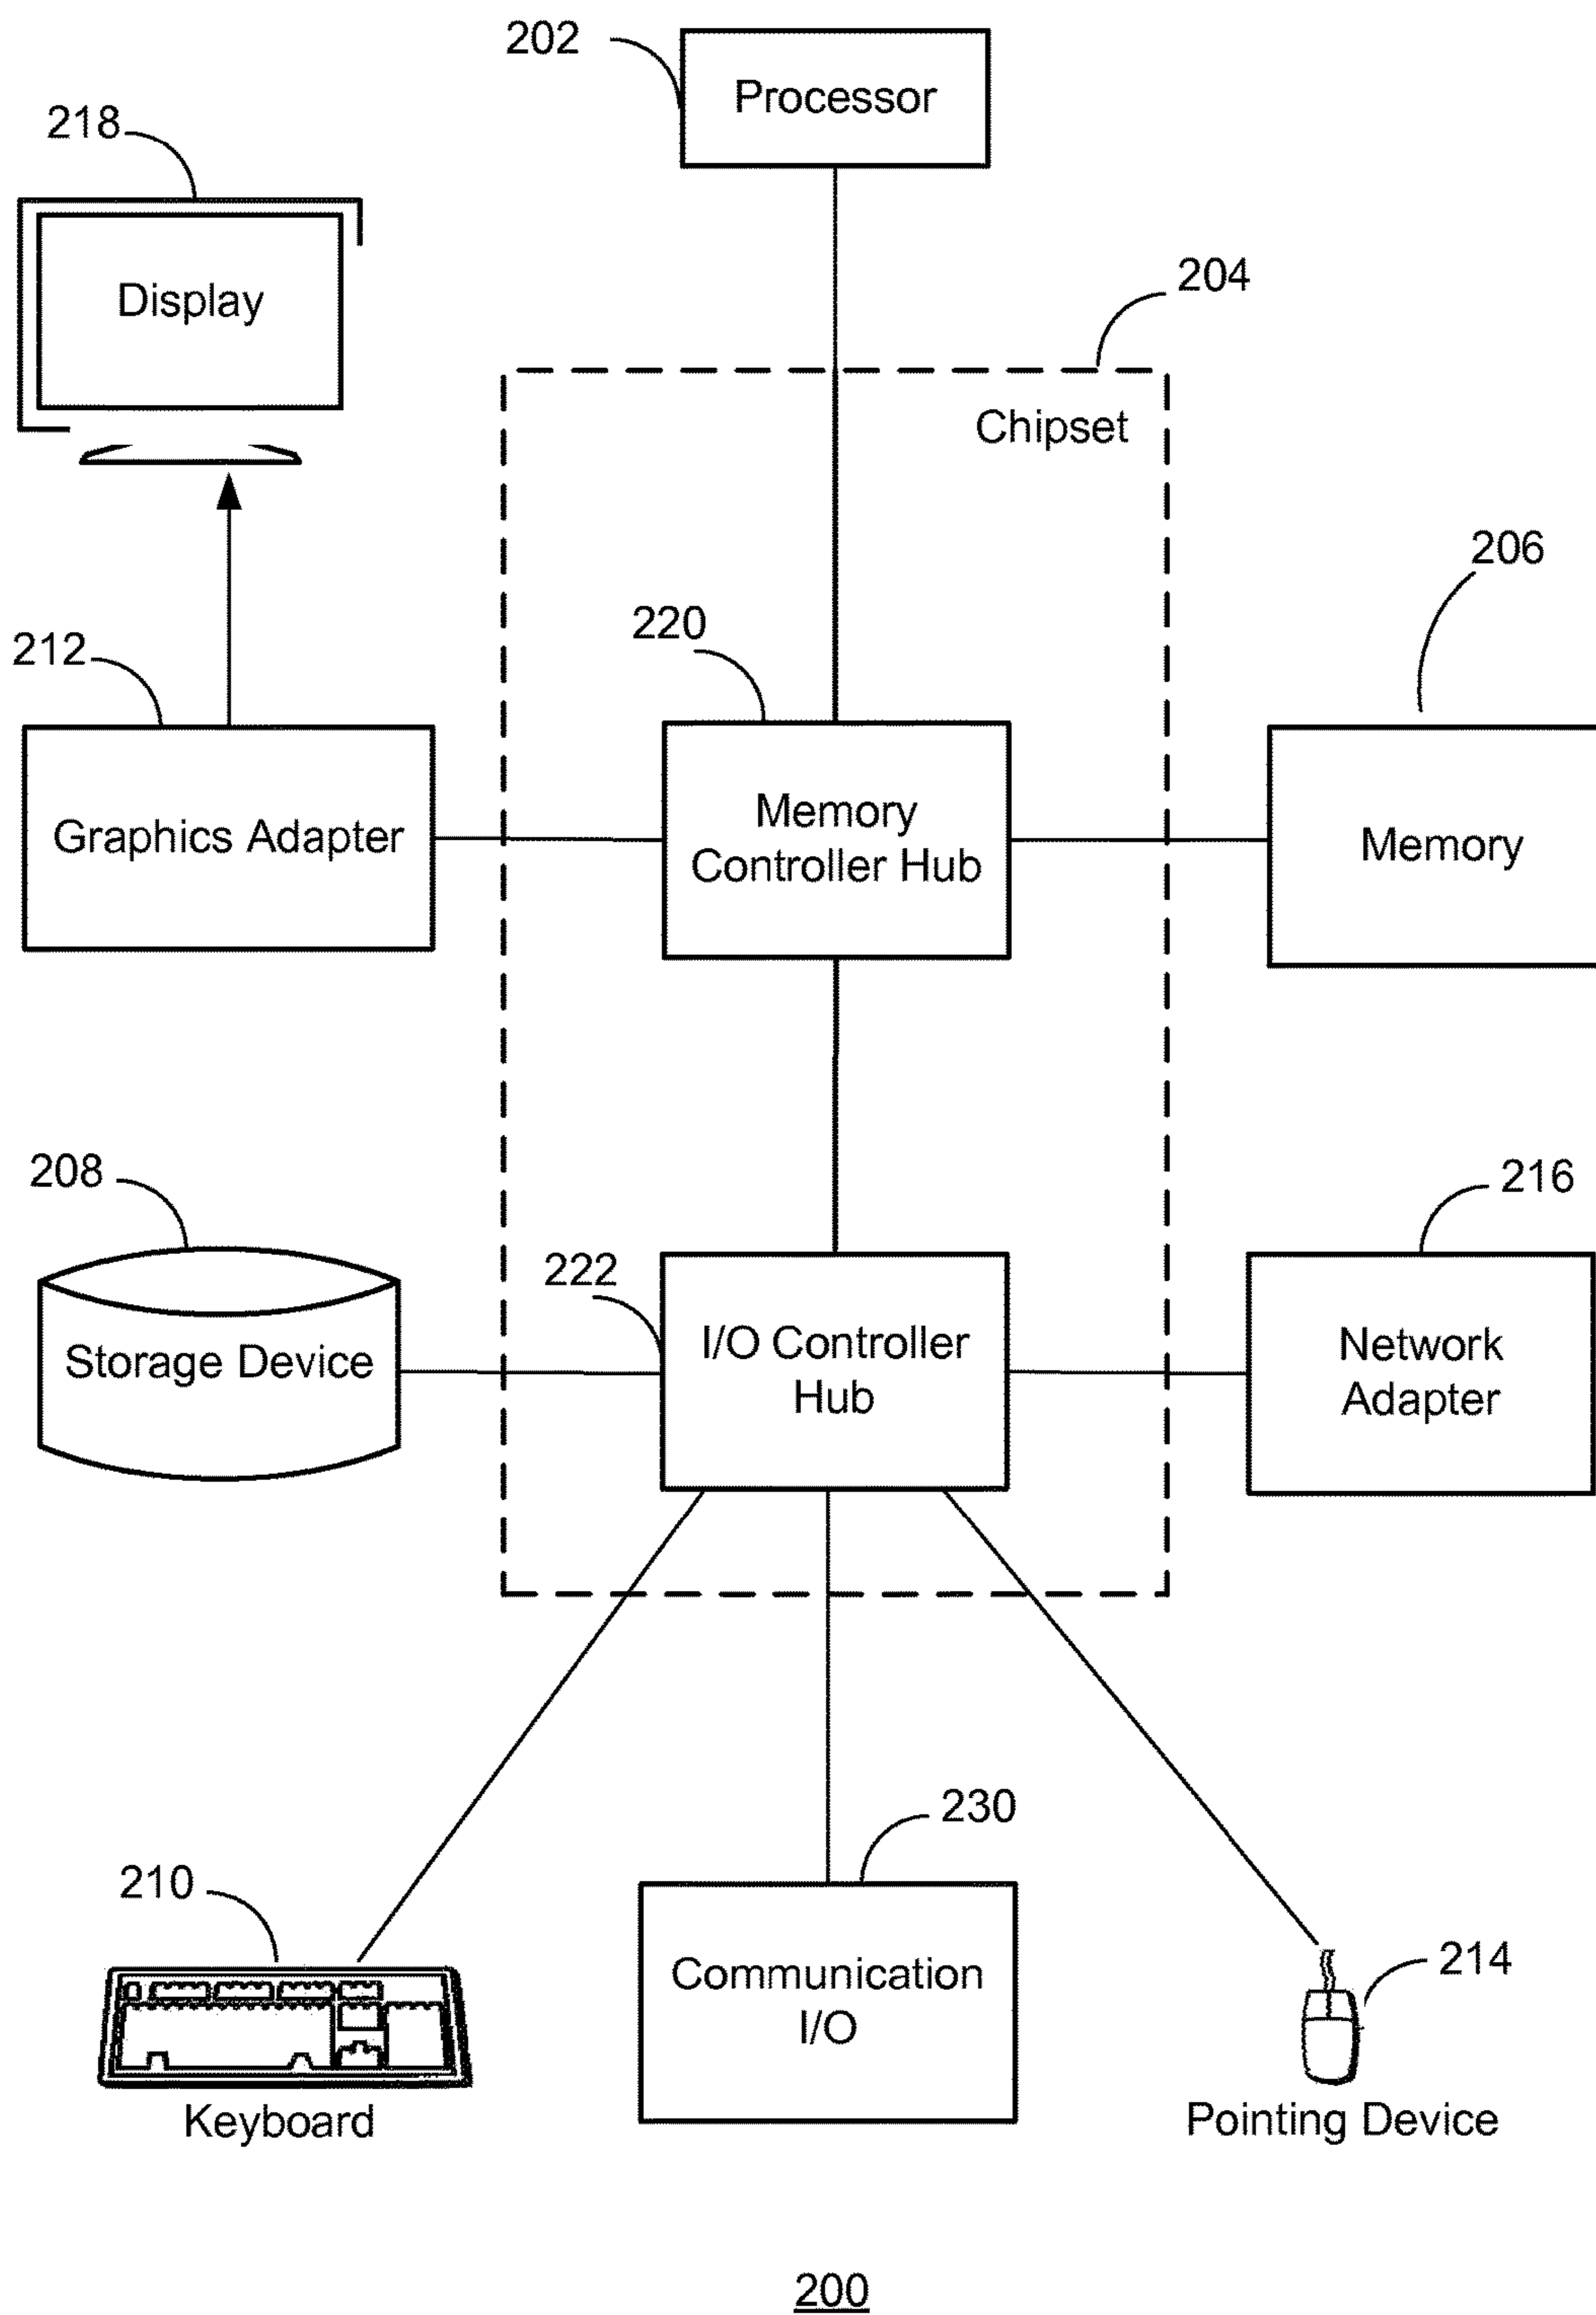 202
Processor
218
Display
204
Chipset
206
220
212
Graphics Adapter
Memory
Controller Hub
Memory
208
216
222
Storage Device
I/O Controller
Hub
Network
Adapter
230
210
Communication
I/O
214
Keyboard
Pointing Device
200